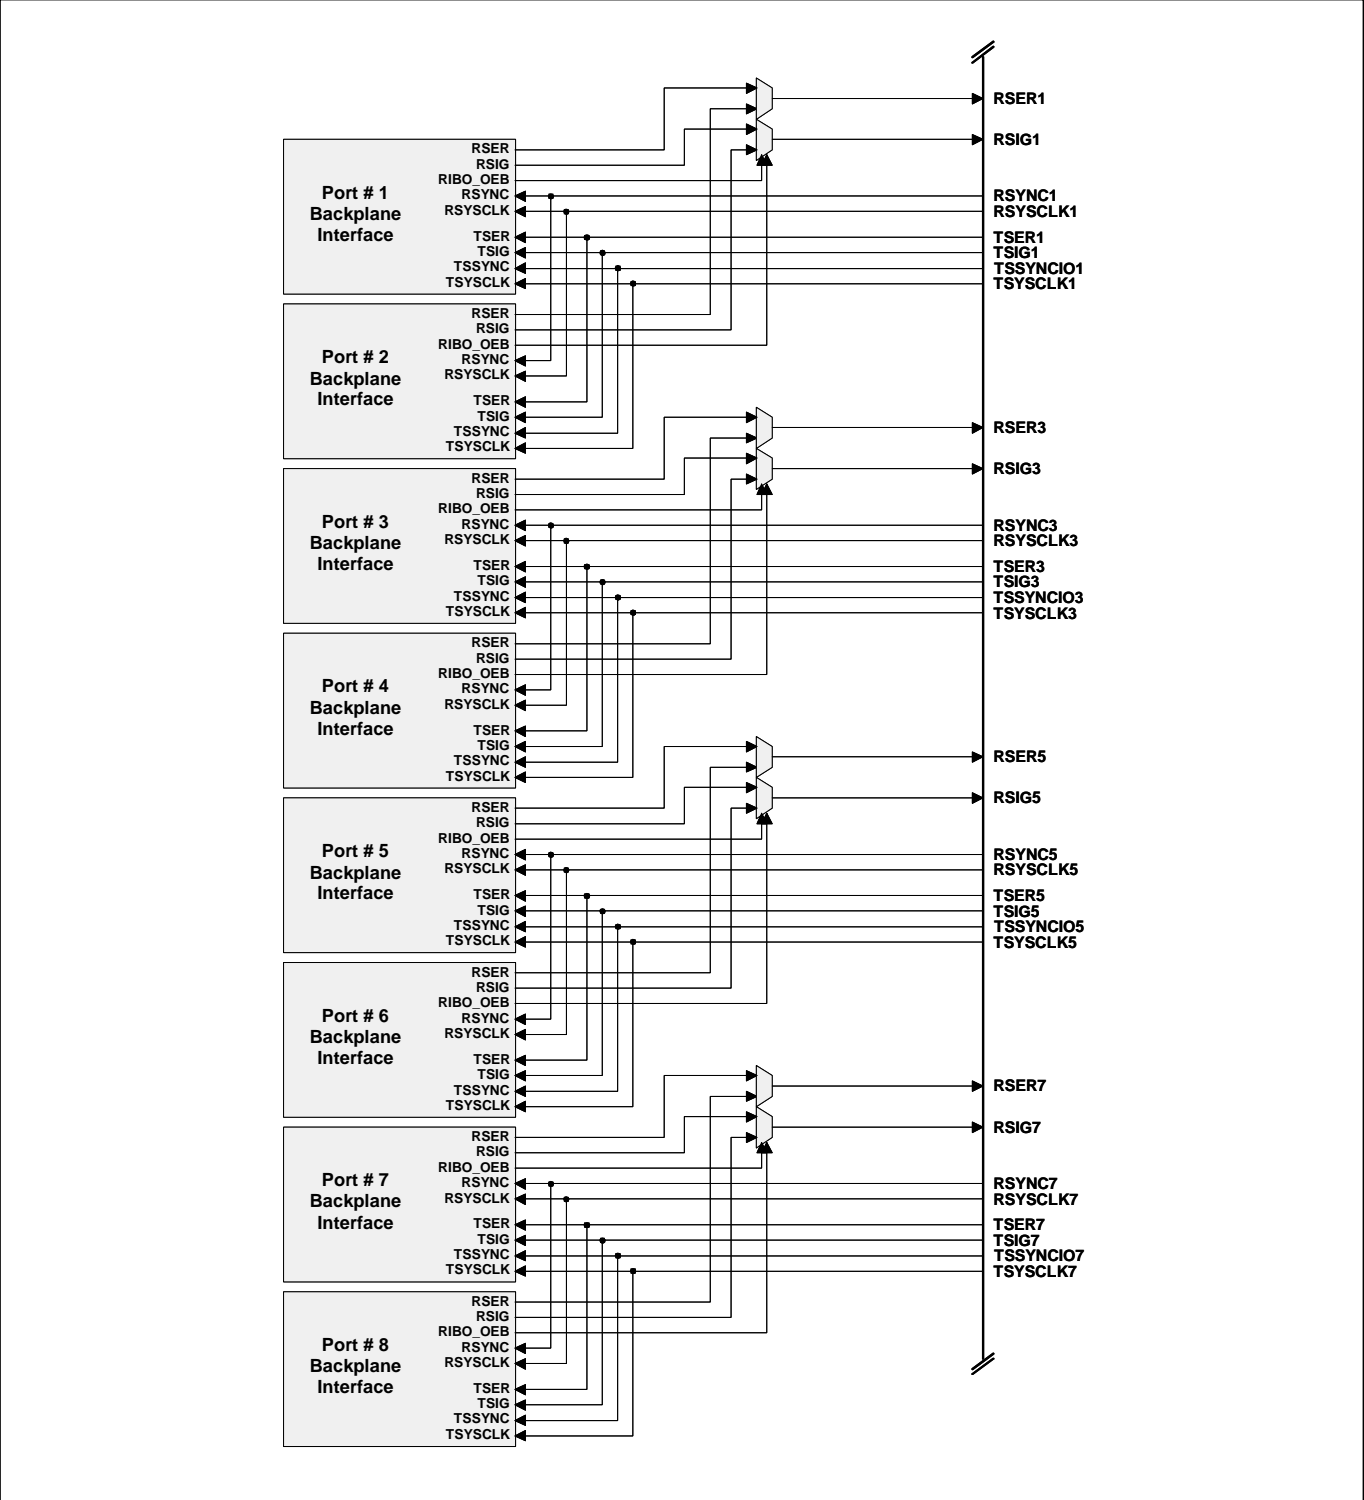 RSER1
RSIG1
Port # 1
Backplane
Interface
RSER
RSIG
RIBO_OEB
RSYNC
RSYSCLK
TSER
TSIG
TSSYNC
TSYSCLK
RSYNC1
RSYSCLK1
TSER1
TSIG1
TSSYNCIO1
TSYSCLK1
Port # 2
Backplane
Interface
RSER
RSIG
RIBO_OEB
RSYNC
RSYSCLK
TSER
TSIG
TSSYNC
TSYSCLK
RSER3
RSIG3
Port # 3
Backplane
Interface
RSER
RSIG
RIBO_OEB
RSYNC
RSYSCLK
TSER
TSIG
TSSYNC
TSYSCLK
RSYNC3
RSYSCLK3
TSER3
TSIG3
TSSYNCIO3
TSYSCLK3
Port # 4
Backplane
Interface
RSER
RSIG
RIBO_OEB
RSYNC
RSYSCLK
TSER
TSIG
TSSYNC
TSYSCLK
RSER5
RSIG5
Port # 5
Backplane
Interface
RSER
RSIG
RIBO_OEB
RSYNC
RSYSCLK
TSER
TSIG
TSSYNC
TSYSCLK
RSYNC5
RSYSCLK5
TSER5
TSIG5
TSSYNCIO5
TSYSCLK5
Port # 6
Backplane
Interface
RSER
RSIG
RIBO_OEB
RSYNC
RSYSCLK
TSER
TSIG
TSSYNC
TSYSCLK
RSER7
RSIG7
Port # 7
Backplane
Interface
RSER
RSIG
RIBO_OEB
RSYNC
RSYSCLK
TSER
TSIG
TSSYNC
TSYSCLK
RSYNC7
RSYSCLK7
TSER7
TSIG7
TSSYNCIO7
TSYSCLK7
Port # 8
Backplane
Interface
RSER
RSIG
RIBO_OEB
RSYNC
RSYSCLK
TSER
TSIG
TSSYNC
TSYSCLK